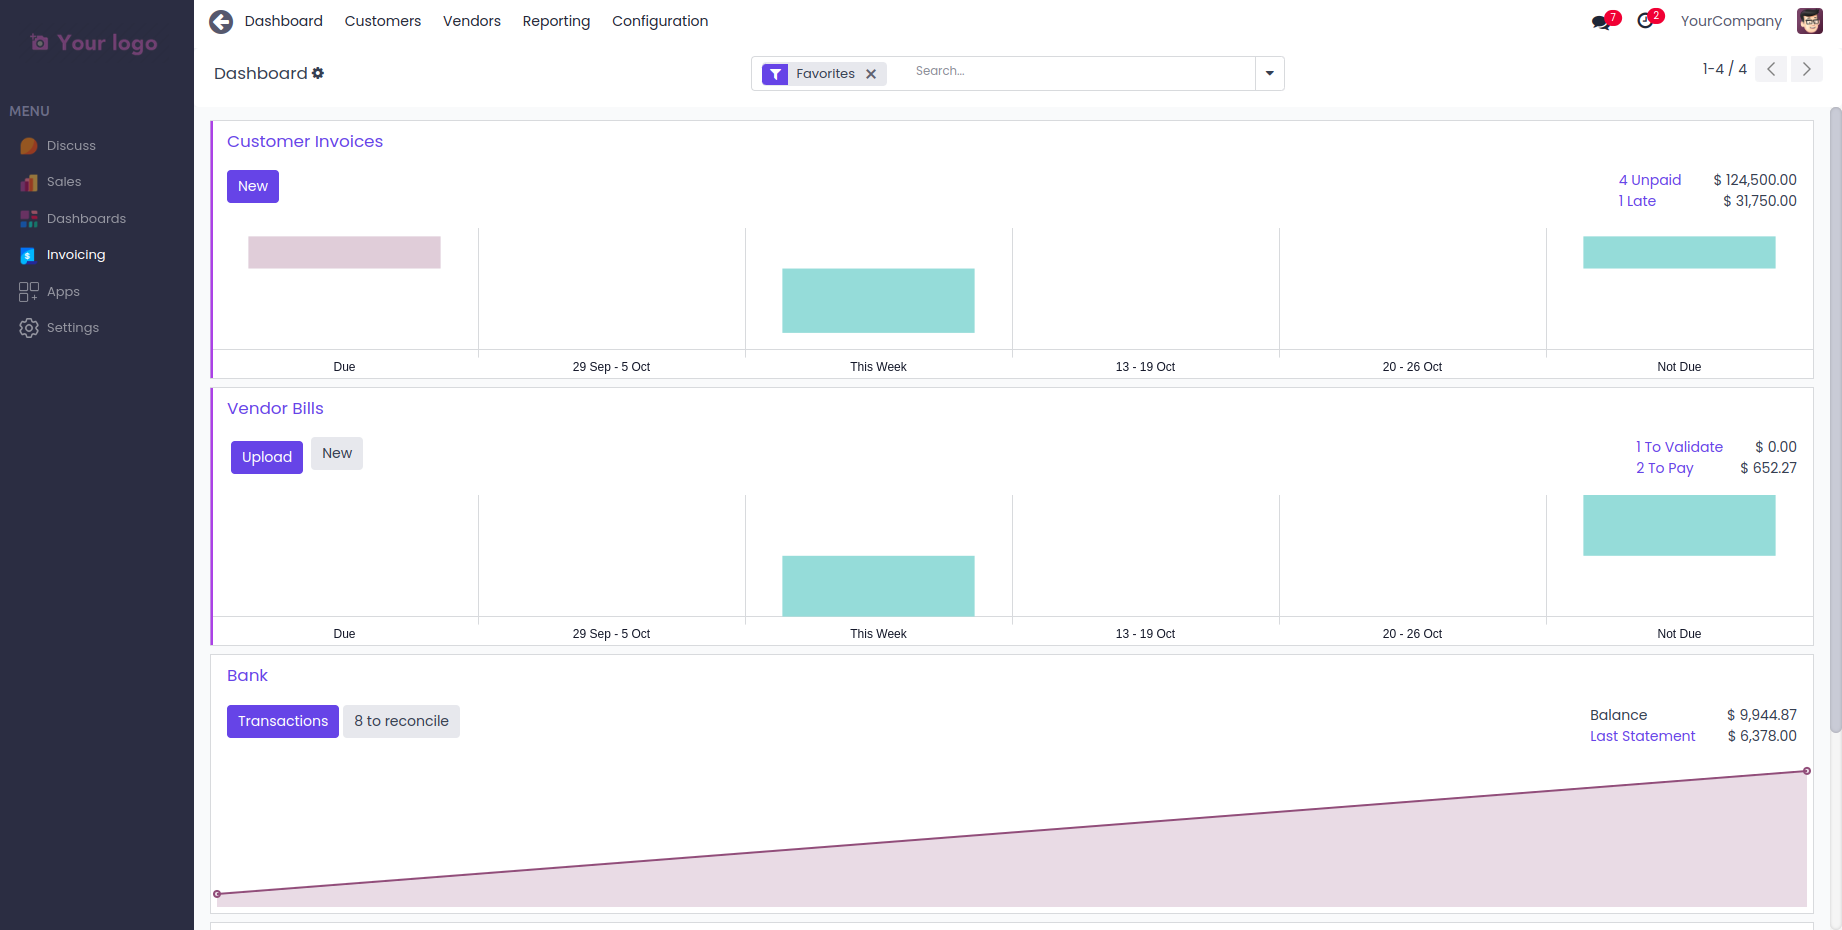 Your logo
MENU
Discuss
Sales
Dashboards
Invoicing
Apps
Settings
Dashboard Customers Vendors Reporting Configuration
7 2 YourCompany
Dashboard Favorites Search... 1-4 / 4
Customer Invoices
New
4 Unpaid $ 124,500.00
1 Late $ 31,750.00
Due 29 Sep - 5 Oct This Week 13 - 19 Oct 20 - 26 Oct Not Due
Vendor Bills
Upload New
1 To Validate $ 0.00
2 To Pay $ 652.27
Due 29 Sep - 5 Oct This Week 13 - 19 Oct 20 - 26 Oct Not Due
Bank
Transactions 8 to reconcile
Balance $ 9,944.87
Last Statement $ 6,378.00